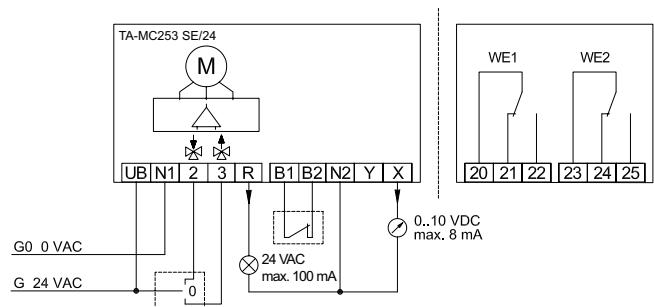 TA-MC253 SE/24
M
UB N1 2 3 R B1 B2 N2 Y X
WE1 WE2
20 21 22 23 24 25
0..10 VDC
max. 8 mA
G0 0 VAC
24 VAC
max. 100 mA
G 24 VAC
0